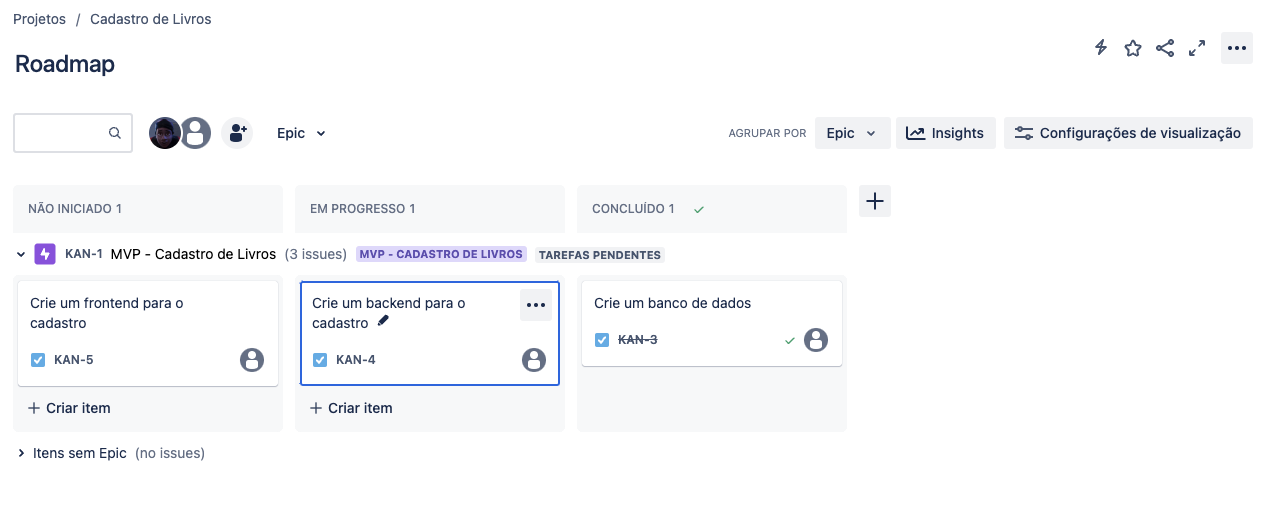 Projetos / Cadastro de Livros
Roadmap
Epic
AGRUPAR POR Epic Insights Configurações de visualização
NÃO INICIADO 1
EM PROGRESSO 1
CONCLUÍDO 1
KAN-1 MVP - Cadastro de Livros (3 issues) MVP - CADASTRO DE LIVROS TAREFAS PENDENTES
Crie um frontend para o
cadastro
KAN-5
Criar item
Crie um backend para o
cadastro
KAN-4
Criar item
Crie um banco de dados
KAN-3
Itens sem Epic (no issues)